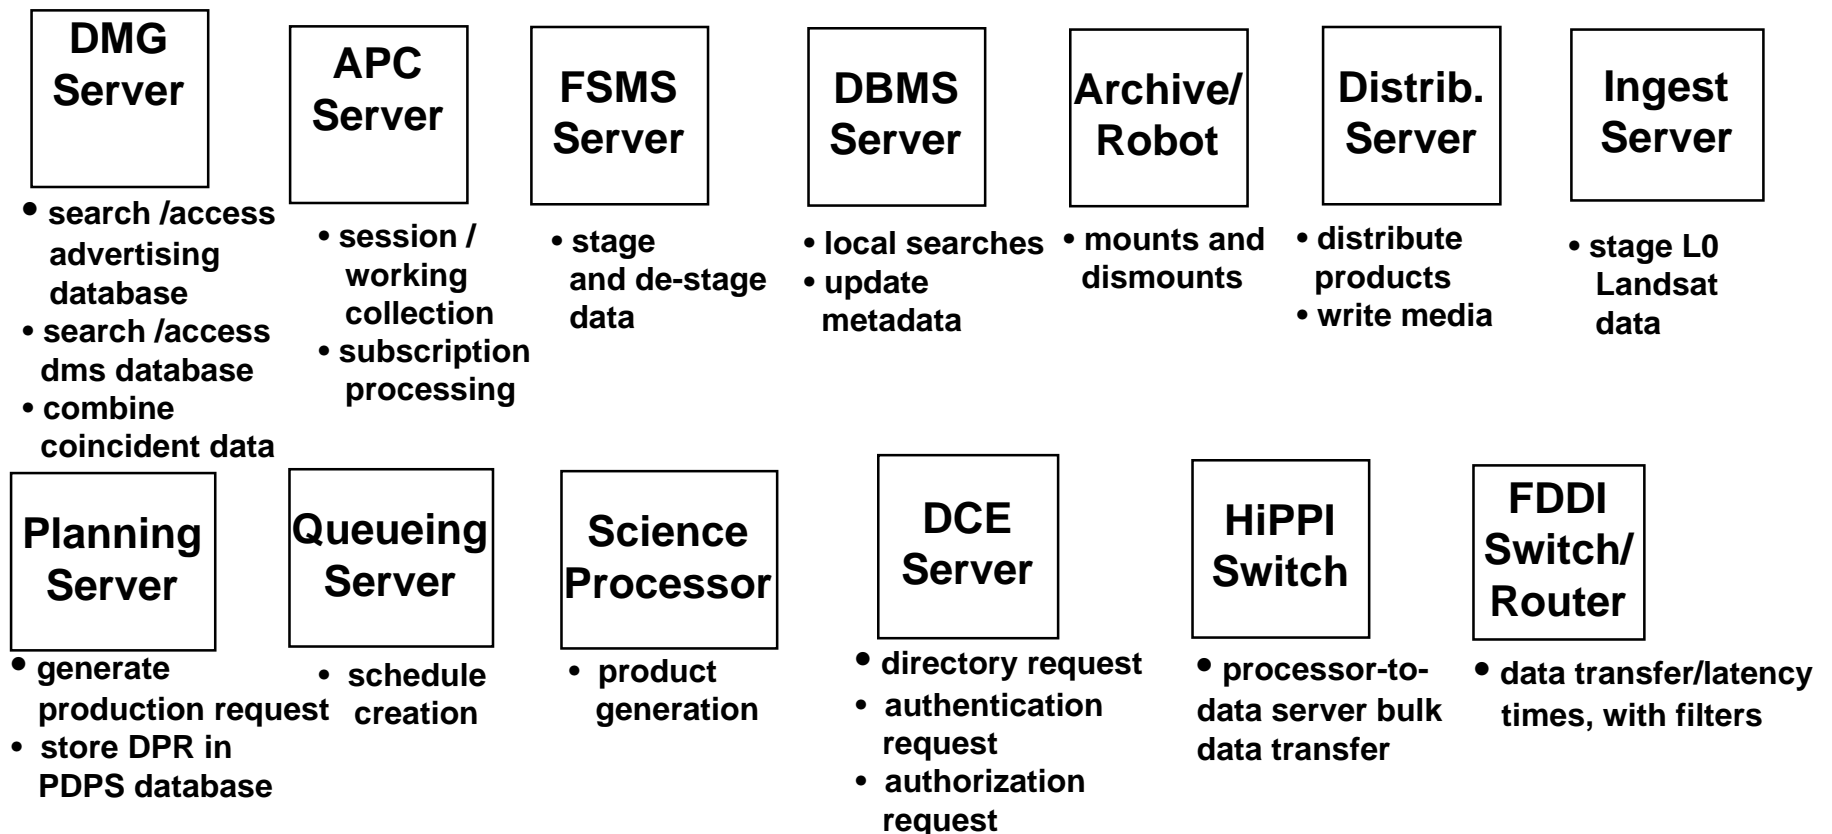 DMG
Server
• search /access
advertising
database
• search /access
dms database
• combine
coincident data
APC
Server
• session /
working
collection
• subscription
processing
FSMS
Server
• stage
and de-stage
data
DBMS
Server
• local searches
• update
metadata
Archive/
Robot
• mounts and
dismounts
Distrib.
Server
• distribute
products
• write media
Ingest
Server
• stage L0
Landsat
data
Planning
Server
• generate
production request
• store DPR in
PDPS database
Queueing
Server
• schedule
creation
Science
Processor
• product
generation
DCE
Server
• directory request
• authentication
request
• authorization
request
HiPPI
Switch
• processor-to-
data server bulk
data transfer
FDDI
Switch/
Router
• data transfer/latency
times, with filters